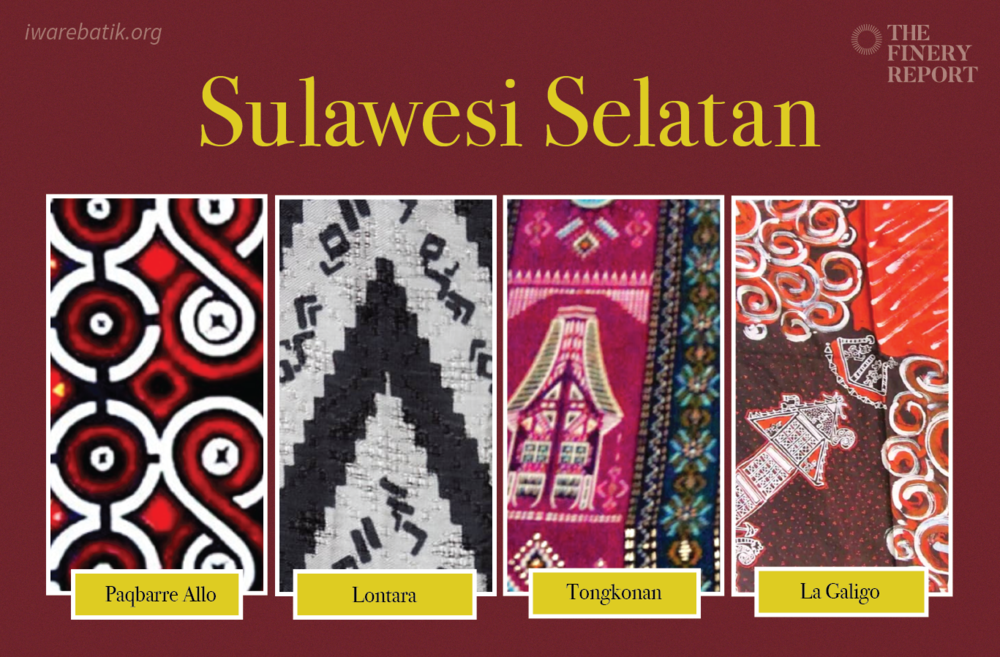 iwarebatik.org
THE
FINERY
REPORT
Sulawesi Selatan
Paqbarre Allo
Lontara
Tongkonan
La Galigo